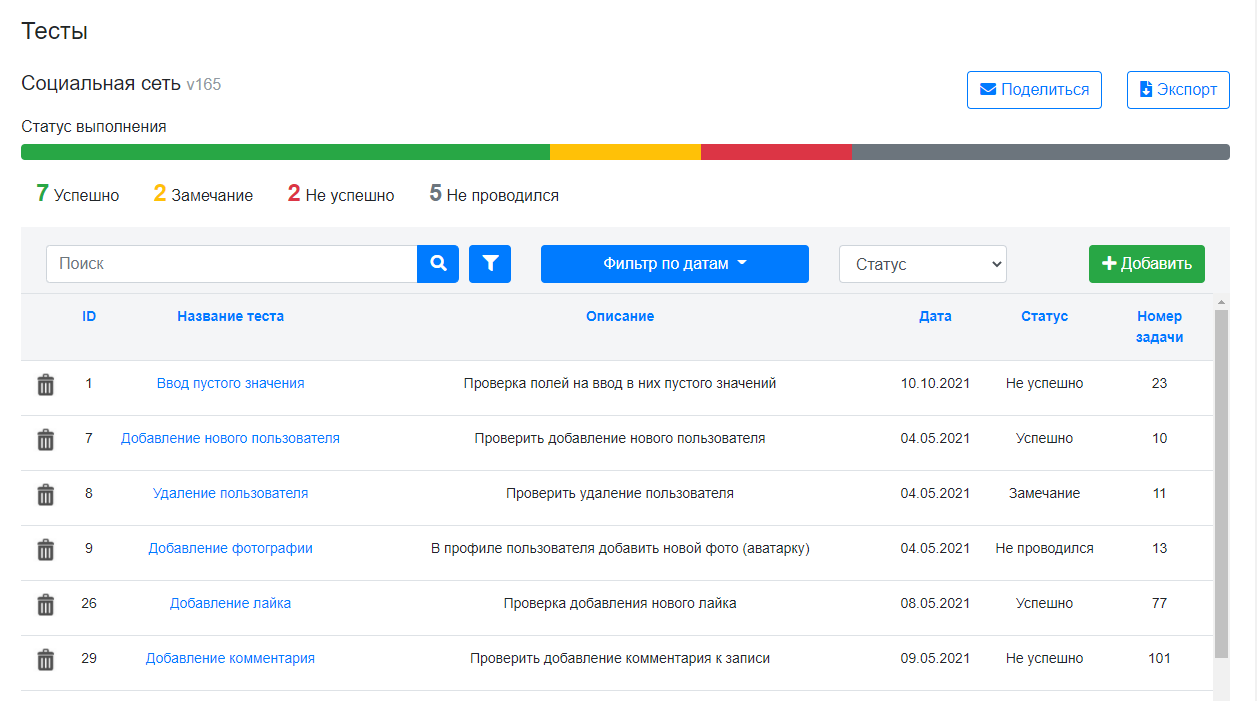 Тесты
Социальная сеть v165
Поделиться
Экспорт
Статус выполнения
7 Успешно 2 Замечание 2 Не успешно 5 Не проводился
Поиск
Фильтр по датам
Статус
Добавить
ID Название теста Описание Дата Статус Номер
задачи
1 Ввод пустого значения Проверка полей на ввод в них пустого значений 10.10.2021 Не успешно 23
7 Добавление нового пользователя Проверить добавление нового пользователя 04.05.2021 Успешно 10
8 Удаление пользователя Проверить удаление пользователя 04.05.2021 Замечание 11
9 Добавление фотографии В профиле пользователя добавить новой фото (аватарку) 04.05.2021 Не проводился 13
26 Добавление лайка Проверка добавления нового лайка 08.05.2021 Успешно 77
29 Добавление комментария Проверить добавление комментария к записи 09.05.2021 Не успешно 101